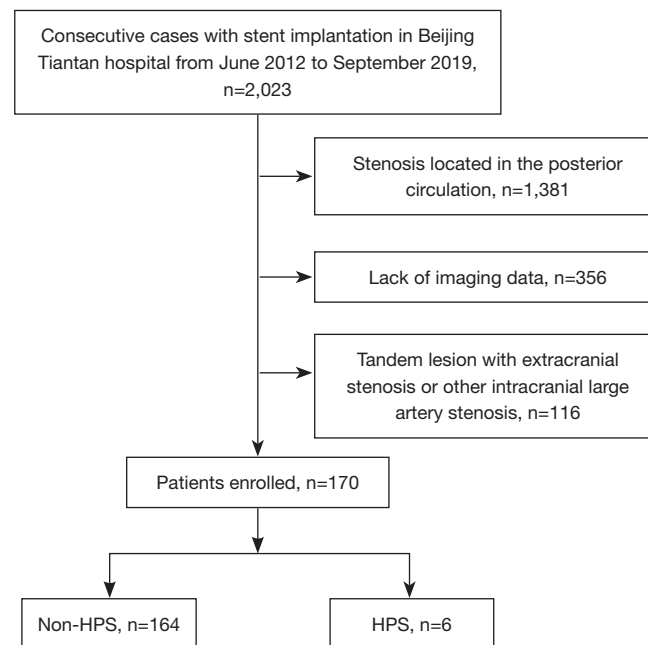 Consecutive cases with stent implantation in Beijing
Tiantan hospital from June 2012 to September 2019,
n=2,023
Stenosis located in the posterior
circulation, n=1,381
Lack of imaging data, n=356
Tandem lesion with extracranial
stenosis or other intracranial large
artery stenosis, n=116
Patients enrolled, n=170
Non-HPS, n=164
HPS, n=6